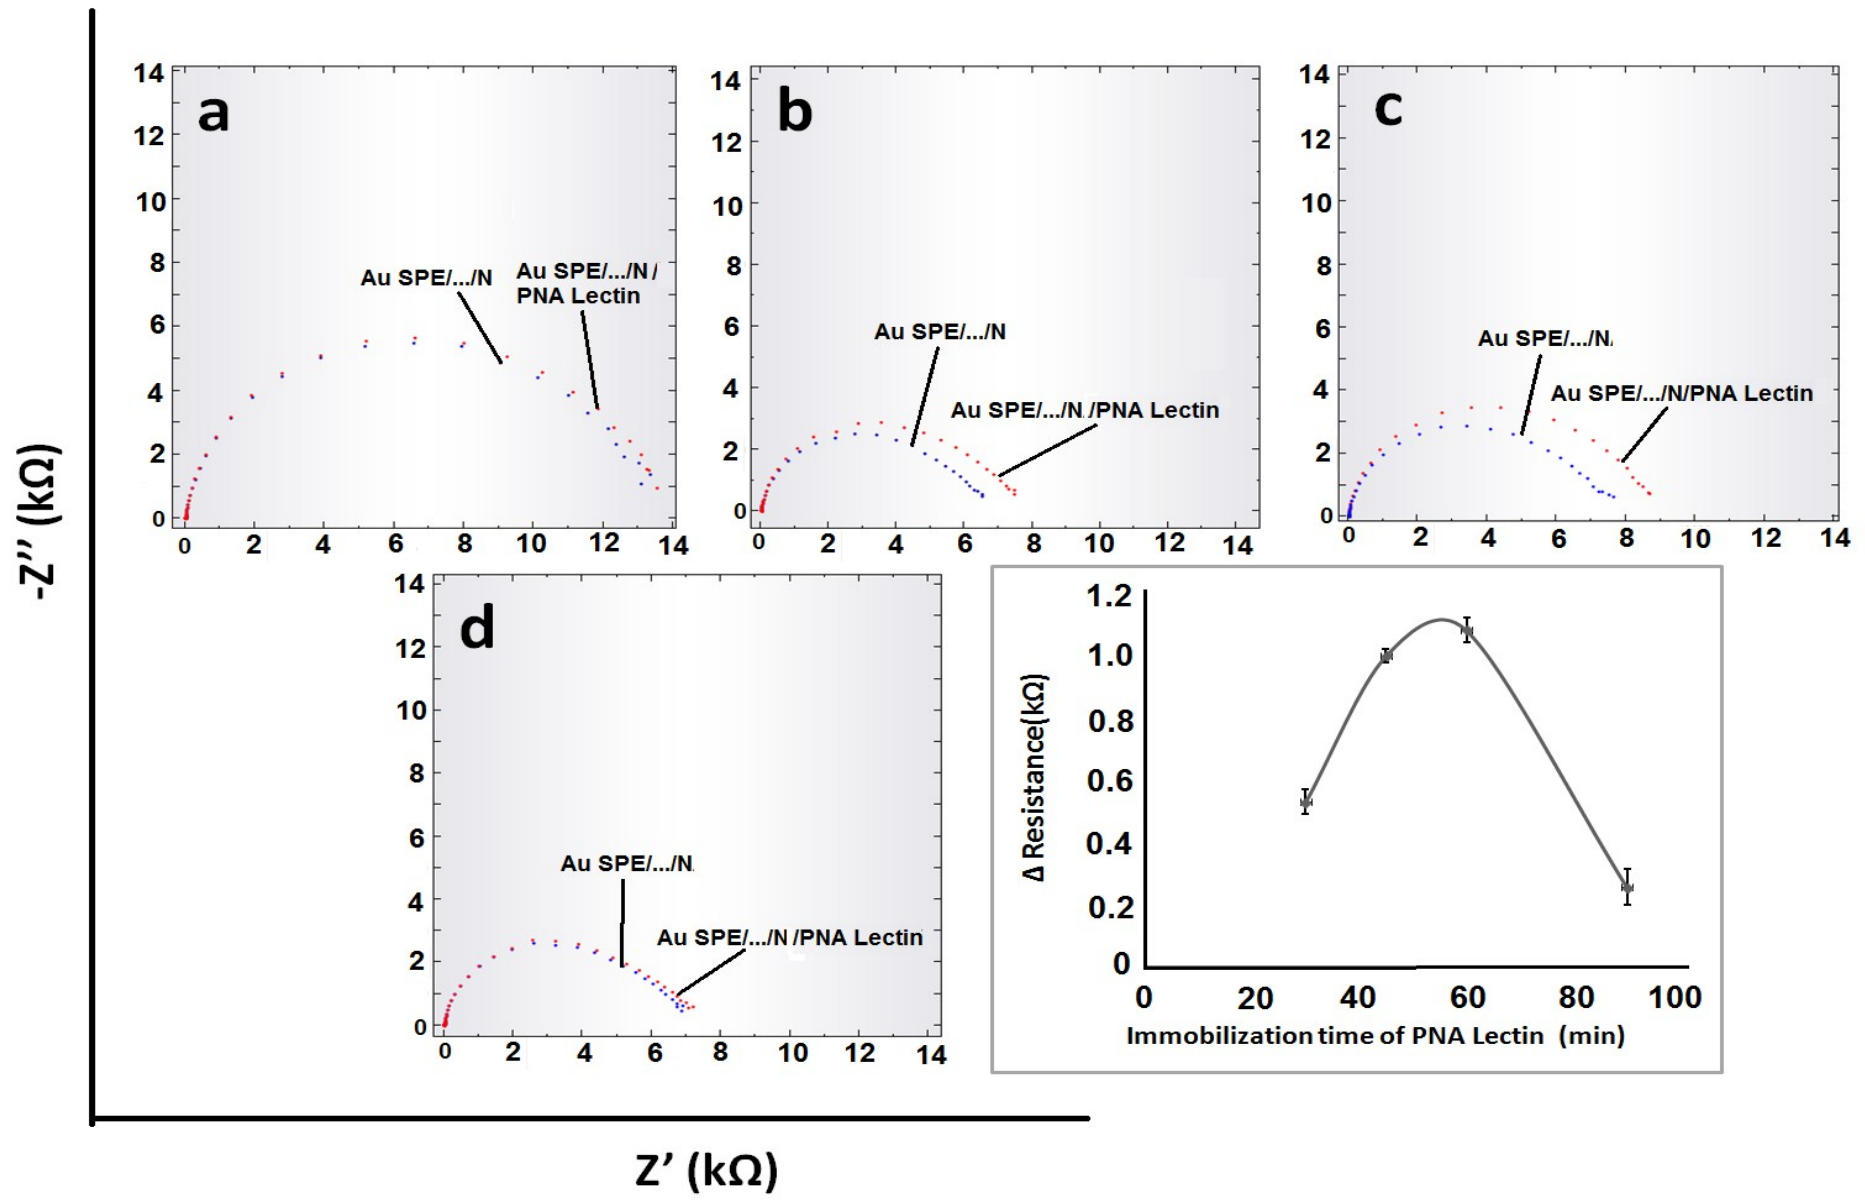 -Z’’ (kΩ)
a
14
12
10
8
6
4
2
0
0 2 4 6 8 10 12 14
Au SPE/.../N
Au SPE/.../N/
PNA Lectin
b
14
12
10
8
6
4
2
0
0 2 4 6 8 10 12 14
Au SPE/.../N
Au SPE/.../N /PNA Lectin
c
14
12
10
8
6
4
2
0
0 2 4 6 8 10 12 14
Au SPE/.../N
Au SPE/.../N/PNA Lectin
d
14
12
10
8
6
4
2
0
0 2 4 6 8 10 12 14
Au SPE/.../N
Au SPE/.../N /PNA Lectin
Δ Resistance(kΩ)
1.2
1.0
0.8
0.6
0.4
0.2
0
0 20 40 60 80 100
Immobilization time of PNA Lectin (min)
Z’ (kΩ)